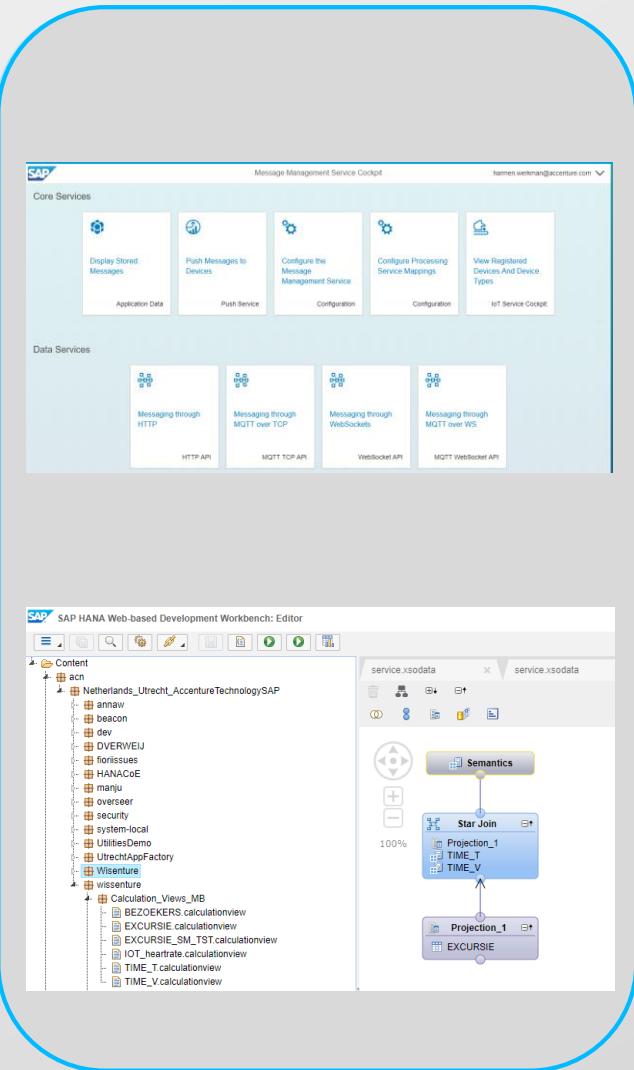 SAP
Message Management Service Cockpit
harmen.werkman@accenture.com
Core Services
Display Stored
Messages
Application Data
Push Messages to
Devices
Push Service
Configure the
Message
Management Service
Configuration
Configure Processing
Service Mappings
Configuration
View Registered
Devices And Device
Types
IoT Service Cockpit
Data Services
Messaging through
HTTP
HTTP API
Messaging through
MQTT over TCP
MQTT TCP API
Messaging through
WebSockets
WebSocket API
Messaging through
MQTT over WS
MQTT WebSocket API
SAP
SAP HANA Web-based Development Workbench: Editor
Content
acn
Netherlands_Utrecht_AccentureTechnologySAP
annaw
beacon
dev
DVERWEIJ
fioriissues
HANACoE
manju
overseer
security
system-local
UtilitiesDemo
UtrechtAppFactory
Wisenture
wissenture
Calculation_Views_MB
BEZOEKERS.calculationview
EXCURSIE.calculationview
EXCURSIE_SM_TST.calculationview
IOT_heartrate.calculationview
TIME_T.calculationview
TIME_V.calculationview
service.xsodata
service.xsodata
100%
Semantics
Star Join
Projection_1
TIME_T
TIME_V
Projection_1
EXCURSIE